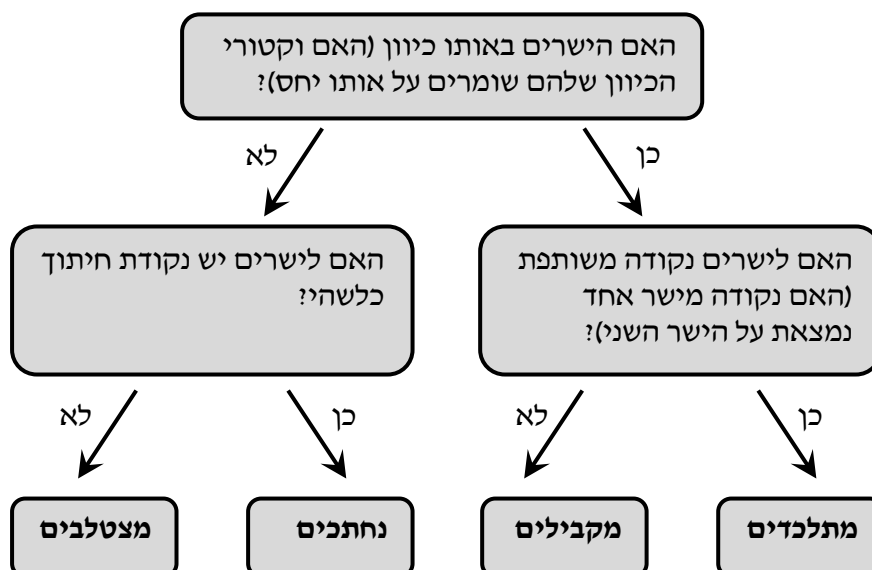 האם הישרים באותו כיוון (האם וקטורי
הכיוון שלהם שומרים על אותו יחס)?
כן
לא
האם לישרים נקודה משותפת
(האם נקודה מישר אחד
נמצאת על הישר השני)?
האם לישרים יש נקודת חיתוך
כלשהי?
כן
לא
כן
לא
מתלכדים
מקבילים
נחתכים
מצטלבים